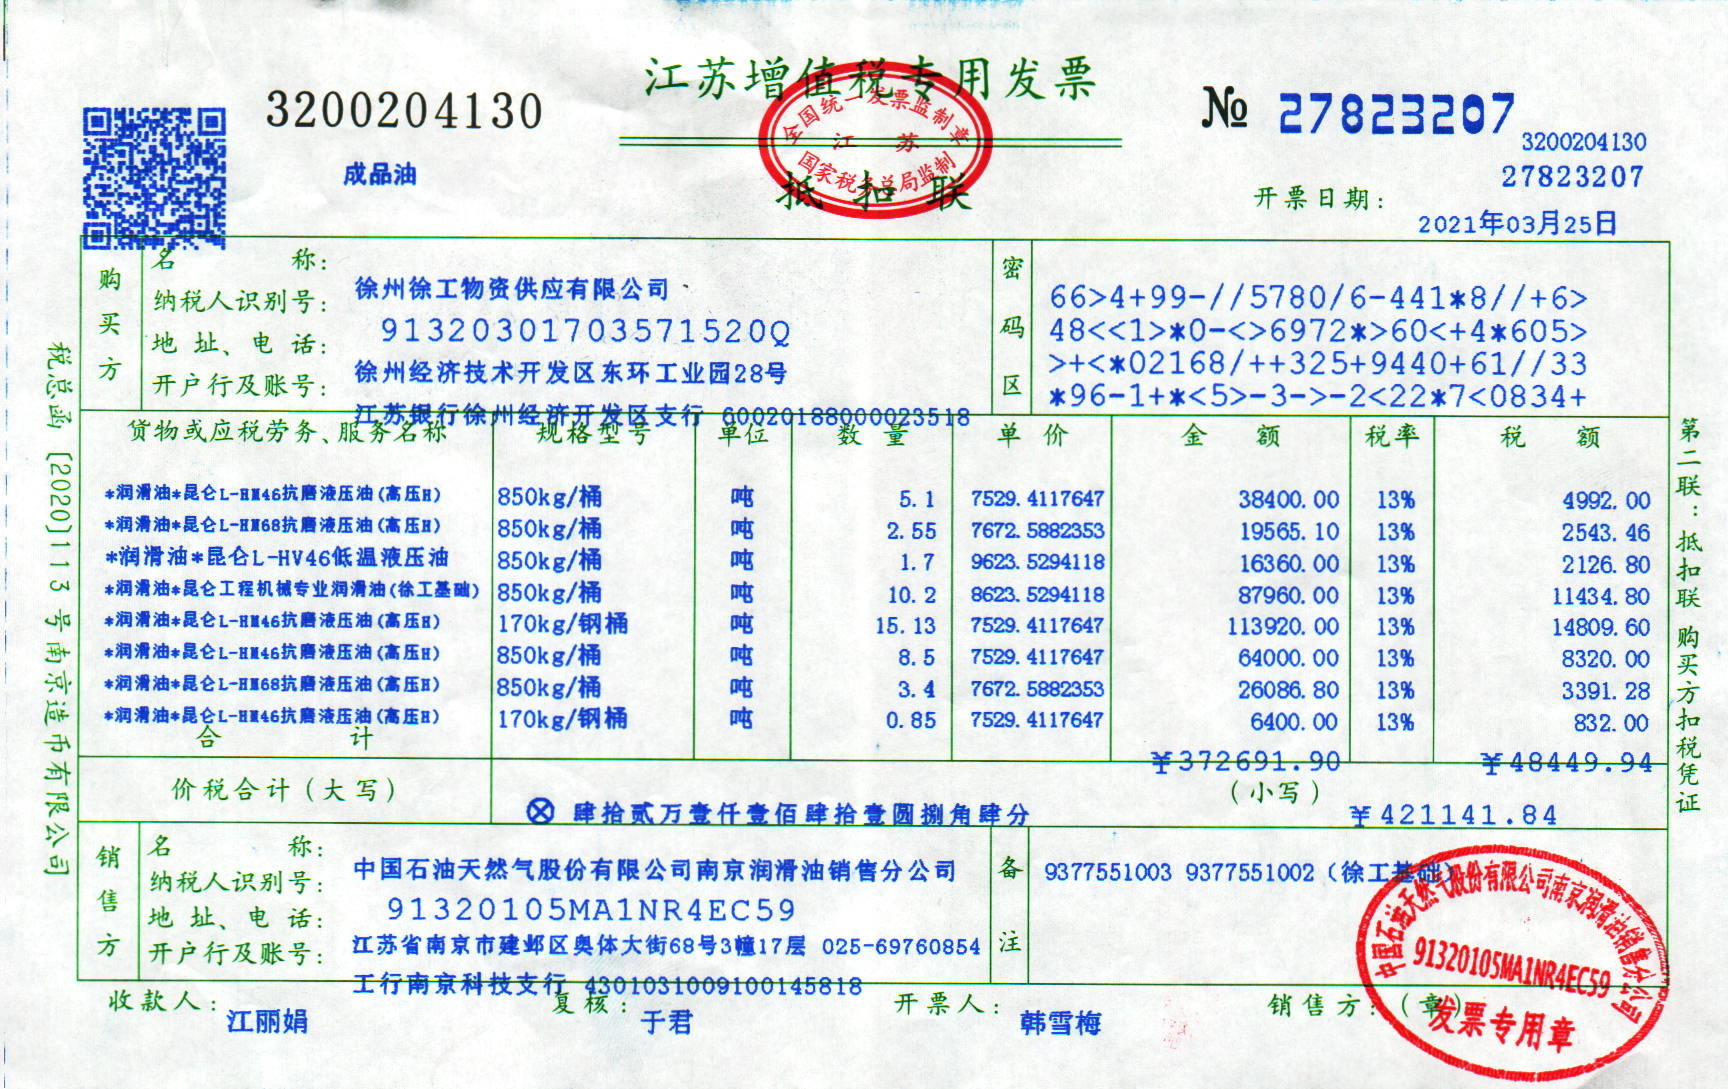 江苏增值税专用发票
3200204130
№ 27823207
3200204130
27823207
成品油
全国统一发票监制章
江 苏
国家税务总局监制
抵扣联
开票日期：
2021年03月25日
购买方
名 称：
徐州徐工物资供应有限公司
纳税人识别号：
91320301703571520Q
地 址、电 话：
徐州经济技术开发区东环工业园28号
开户行及账号：
江苏银行徐州经济开发区支行 60020188000023518
密码区
66>4+99-//5780/6-441*8//+6>
48<<1>*0-<>6972*>60<+4*605>
>+<*02168/++325+9440+61//33
*96-1+*<5>-3->-2<22*7<0834+
货物或应税劳务、服务名称 规格型号 单位 数 量 单 价 金 额 税率 税 额
*润滑油*昆仑L-HM46抗磨液压油(高压H) 850kg/桶 吨 5.1 7529.4117647 38400.00 13% 4992.00
*润滑油*昆仑L-HM68抗磨液压油(高压H) 850kg/桶 吨 2.55 7672.5882353 19565.10 13% 2543.46
*润滑油*昆仑L-HV46低温液压油 850kg/桶 吨 1.7 9623.5294118 16360.00 13% 2126.80
*润滑油*昆仑工程机械专业润滑油(徐工基础) 850kg/桶 吨 10.2 8623.5294118 87960.00 13% 11434.80
*润滑油*昆仑L-HM46抗磨液压油(高压H) 170kg/钢桶 吨 15.13 7529.4117647 113920.00 13% 14809.60
*润滑油*昆仑L-HM46抗磨液压油(高压H) 850kg/桶 吨 8.5 7529.4117647 64000.00 13% 8320.00
*润滑油*昆仑L-HM68抗磨液压油(高压H) 850kg/桶 吨 3.4 7672.5882353 26086.80 13% 3391.28
*润滑油*昆仑L-HM46抗磨液压油(高压H) 170kg/钢桶 吨 0.85 7529.4117647 6400.00 13% 832.00
合 计 ¥372691.90 ¥48449.94
价税合计（大写） ⊗ 肆拾贰万壹仟壹佰肆拾壹圆捌角肆分 （小写） ¥421141.84
销售方
名 称：
中国石油天然气股份有限公司南京润滑油销售分公司
纳税人识别号：
91320105MA1NR4EC59
地 址、电 话：
江苏省南京市建邺区奥体大街68号3幢17层 025-69760854
开户行及账号：
工行南京科技支行 4301031009100145818
备注
9377551003 9377551002（徐工基础）
收款人：
江丽娟
复核：
于君
开票人：
韩雪梅
销售方：（章）
中国石油天然气股份有限公司南京润滑油销售分公司
91320105MA1NR4EC59
发票专用章
税总函〔2020〕113号南京造币有限公司
第二联：抵扣联 购买方扣税凭证